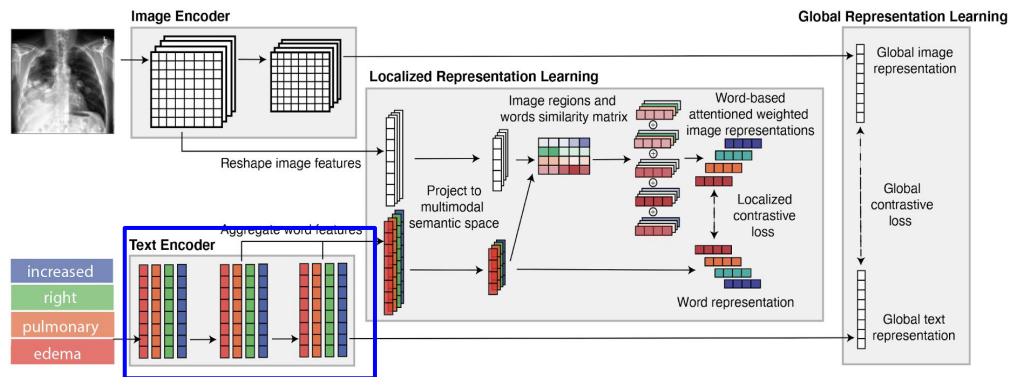 Image Encoder
Global Representation Learning
Global image
representation
Localized Representation Learning
Image regions and
words similarity matrix
Word-based
attentioned weighted
image representations
Reshape image features
Project to
multimodal
semantic space
Localized
contrastive
loss
Global
contrastive
loss
Aggregate word features
Text Encoder
increased
right
pulmonary
edema
Word representation
Global text
representation